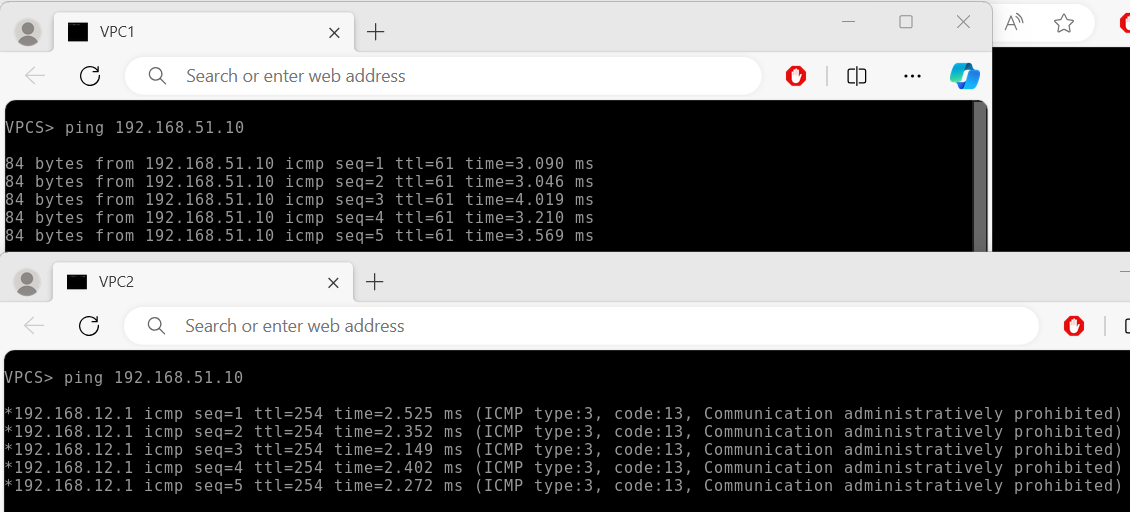 VPC1
Search or enter web address
VPCS> ping 192.168.51.10
84 bytes from 192.168.51.10 icmp seq=1 ttl=61 time=3.090 ms
84 bytes from 192.168.51.10 icmp seq=2 ttl=61 time=3.046 ms
84 bytes from 192.168.51.10 icmp seq=3 ttl=61 time=4.019 ms
84 bytes from 192.168.51.10 icmp seq=4 ttl=61 time=3.210 ms
84 bytes from 192.168.51.10 icmp seq=5 ttl=61 time=3.569 ms
VPC2
Search or enter web address
VPCS> ping 192.168.51.10
*192.168.12.1 icmp seq=1 ttl=254 time=2.525 ms (ICMP type:3, code:13, Communication administratively prohibited)
*192.168.12.1 icmp seq=2 ttl=254 time=2.352 ms (ICMP type:3, code:13, Communication administratively prohibited)
*192.168.12.1 icmp seq=3 ttl=254 time=2.149 ms (ICMP type:3, code:13, Communication administratively prohibited)
*192.168.12.1 icmp seq=4 ttl=254 time=2.402 ms (ICMP type:3, code:13, Communication administratively prohibited)
*192.168.12.1 icmp seq=5 ttl=254 time=2.272 ms (ICMP type:3, code:13, Communication administratively prohibited)